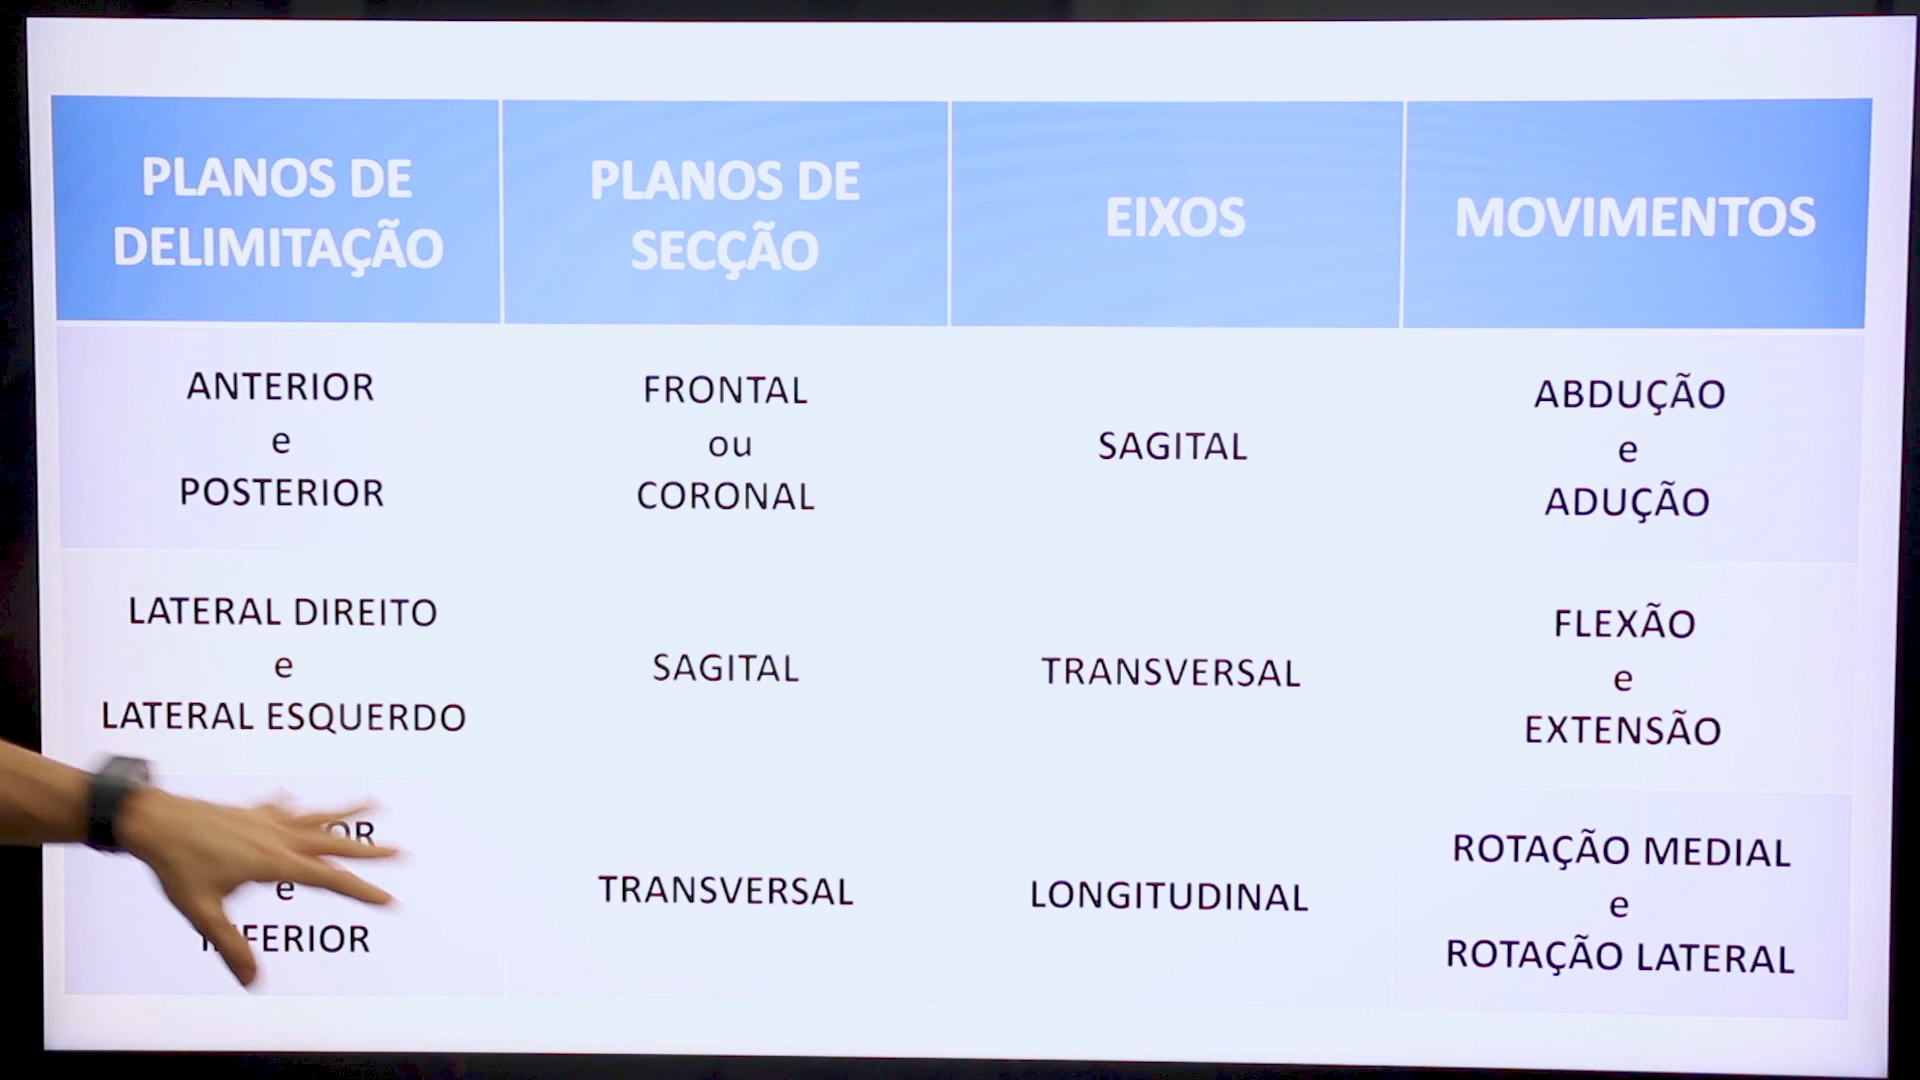 PLANOS DE
DELIMITAÇÃO
PLANOS DE
SECÇÃO
EIXOS
MOVIMENTOS
ANTERIOR
e
POSTERIOR
FRONTAL
ou
CORONAL
SAGITAL
ABDUÇÃO
e
ADUÇÃO
LATERAL DIREITO
e
LATERAL ESQUERDO
SAGITAL
TRANSVERSAL
FLEXÃO
e
EXTENSÃO
e
INFERIOR
TRANSVERSAL
LONGITUDINAL
ROTAÇÃO MEDIAL
e
ROTAÇÃO LATERAL